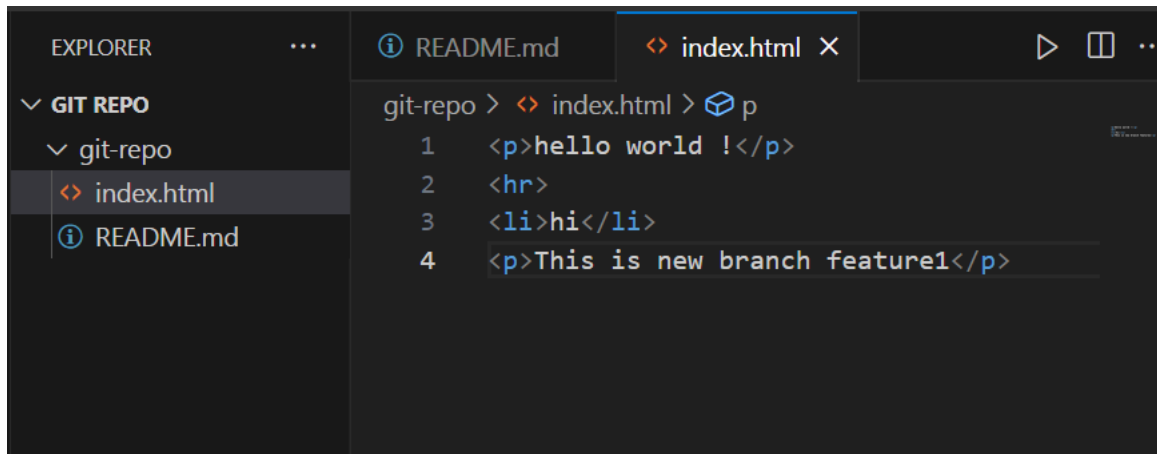 EXPLORER
GIT REPO
git-repo
index.html
README.md
README.md index.html
git-repo > index.html > p
1 <p>hello world !</p>
2 <hr>
3 <li>hi</li>
4 <p>This is new branch feature1</p>